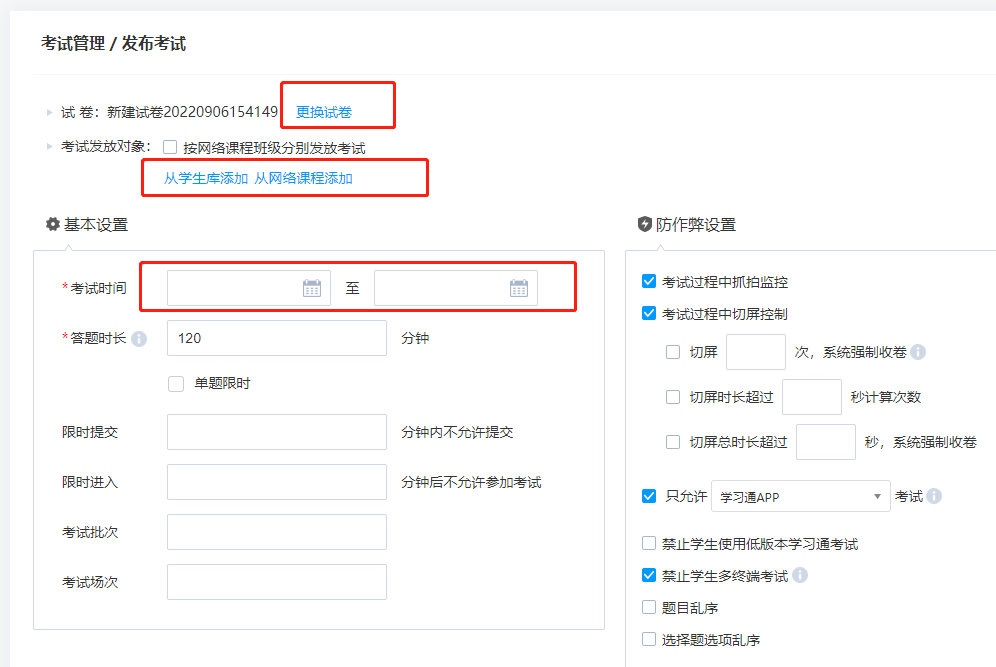 考试管理 / 发布考试
试 卷：新建试卷20220906154149 更换试卷
考试发放对象： 按网络课程班级分别发放考试
从学生库添加 从网络课程添加
基本设置
*考试时间 至
*答题时长 120 分钟
单题限时
限时提交 分钟内不允许提交
限时进入 分钟后不允许参加考试
考试批次
考试场次
防作弊设置
考试过程中抓拍监控
考试过程中切屏控制
切屏 次，系统强制收卷
切屏时长超过 秒计算次数
切屏总时长超过 秒，系统强制收卷
只允许 学习通APP 考试
禁止学生使用低版本学习通考试
禁止学生多终端考试
题目乱序
选择题选项乱序